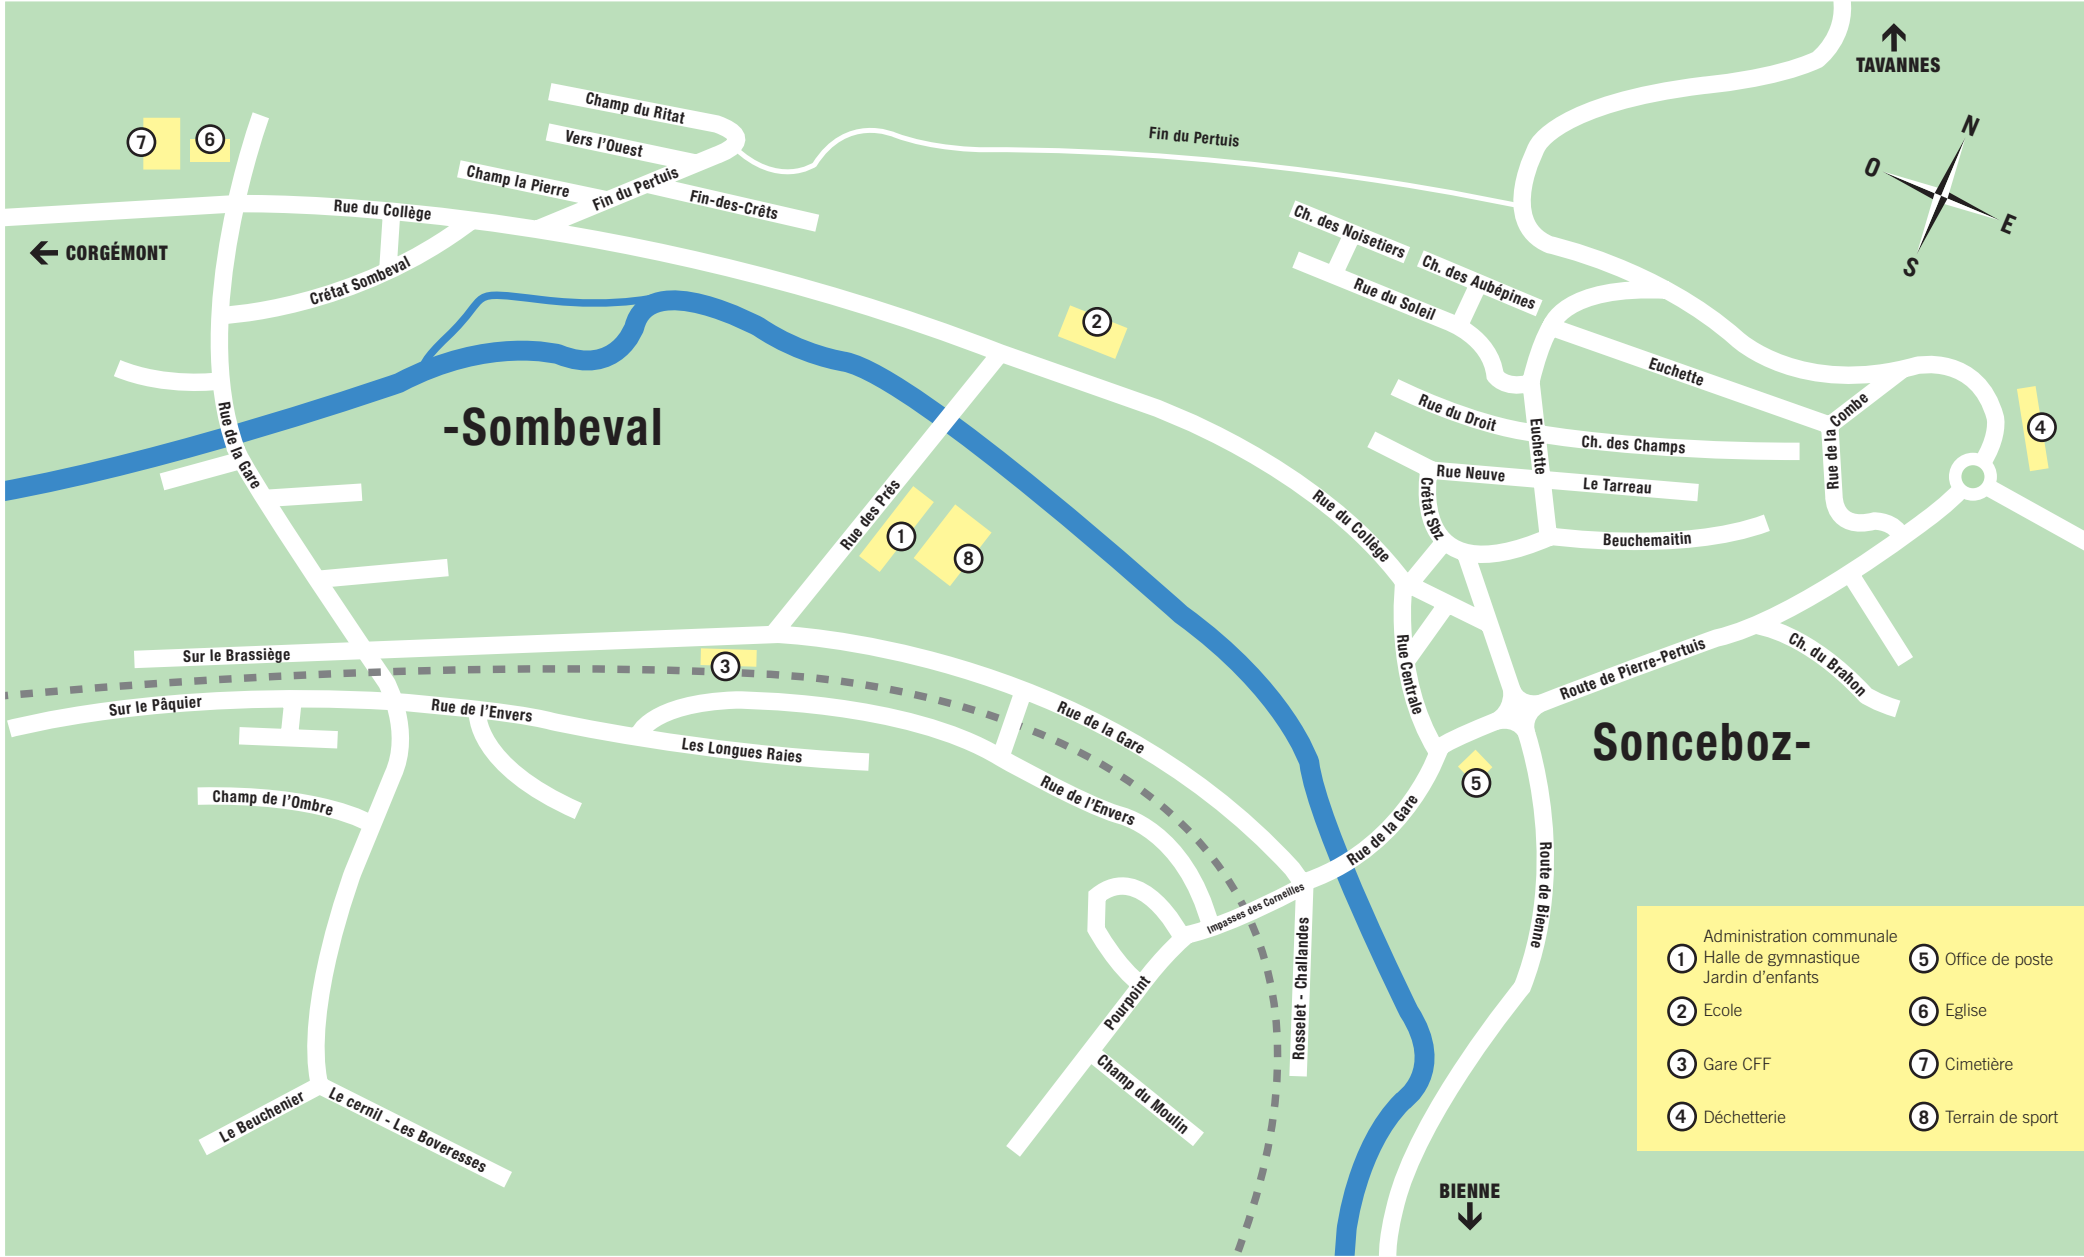 TAVANNES
N
O
E
S
Champ du Ritat
Vers l'Ouest
Champ la Pierre
Fin du Pertuis
Fin-des-Crêts
Fin du Pertuis
7
6
Rue du Collège
CORGÉMONT
Crétat Sombeval
Ch. des Noisetiers
Ch. des Aubépines
Rue du Soleil
2
Euchette
Rue du Droit
Euchette
Ch. des Champs
Rue de la Combe
4
-Sombeval
Rue de la Gare
Rue Neuve
Le Tarreau
Crétat Sbz
Beuchemaitin
Rue du Collège
Rue des Prés
1
8
Sur le Brassiège
3
Rue Centrale
Route de Pierre-Pertuis
Ch. du Brahon
Sur le Pâquier
Rue de l'Envers
Les Longues Raies
Rue de la Gare
Sonceboz-
5
Champ de l'Ombre
Rue de l'Envers
Rue de la Gare
Route de Bienne
Impasses des Corneilles
Rosselet - Challandes
Pourpoint
Champ du Moulin
Le Beuchenier
Le cernil - Les Boveresses
BIENNE
1
Administration communale
Halle de gymnastique
Jardin d'enfants
2 Ecole
3 Gare CFF
4 Déchetterie
5 Office de poste
6 Eglise
7 Cimetière
8 Terrain de sport